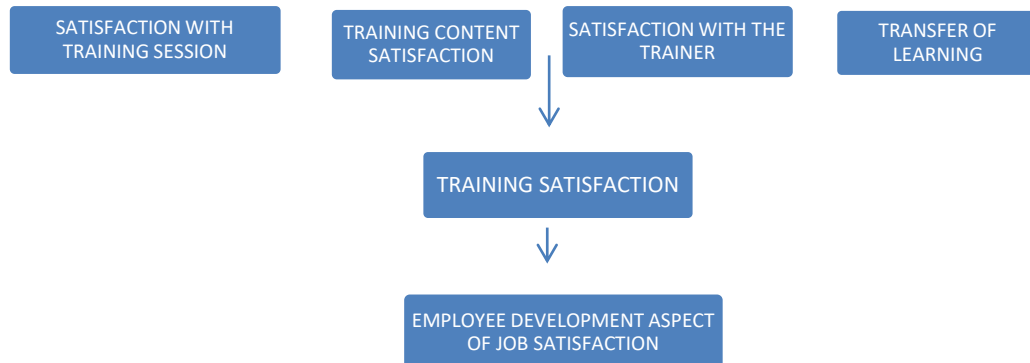 SATISFACTION WITH
TRAINING SESSION
TRAINING CONTENT
SATISFACTION
SATISFACTION WITH THE
TRAINER
TRANSFER OF
LEARNING
TRAINING SATISFACTION
EMPLOYEE DEVELOPMENT ASPECT
OF JOB SATISFACTION